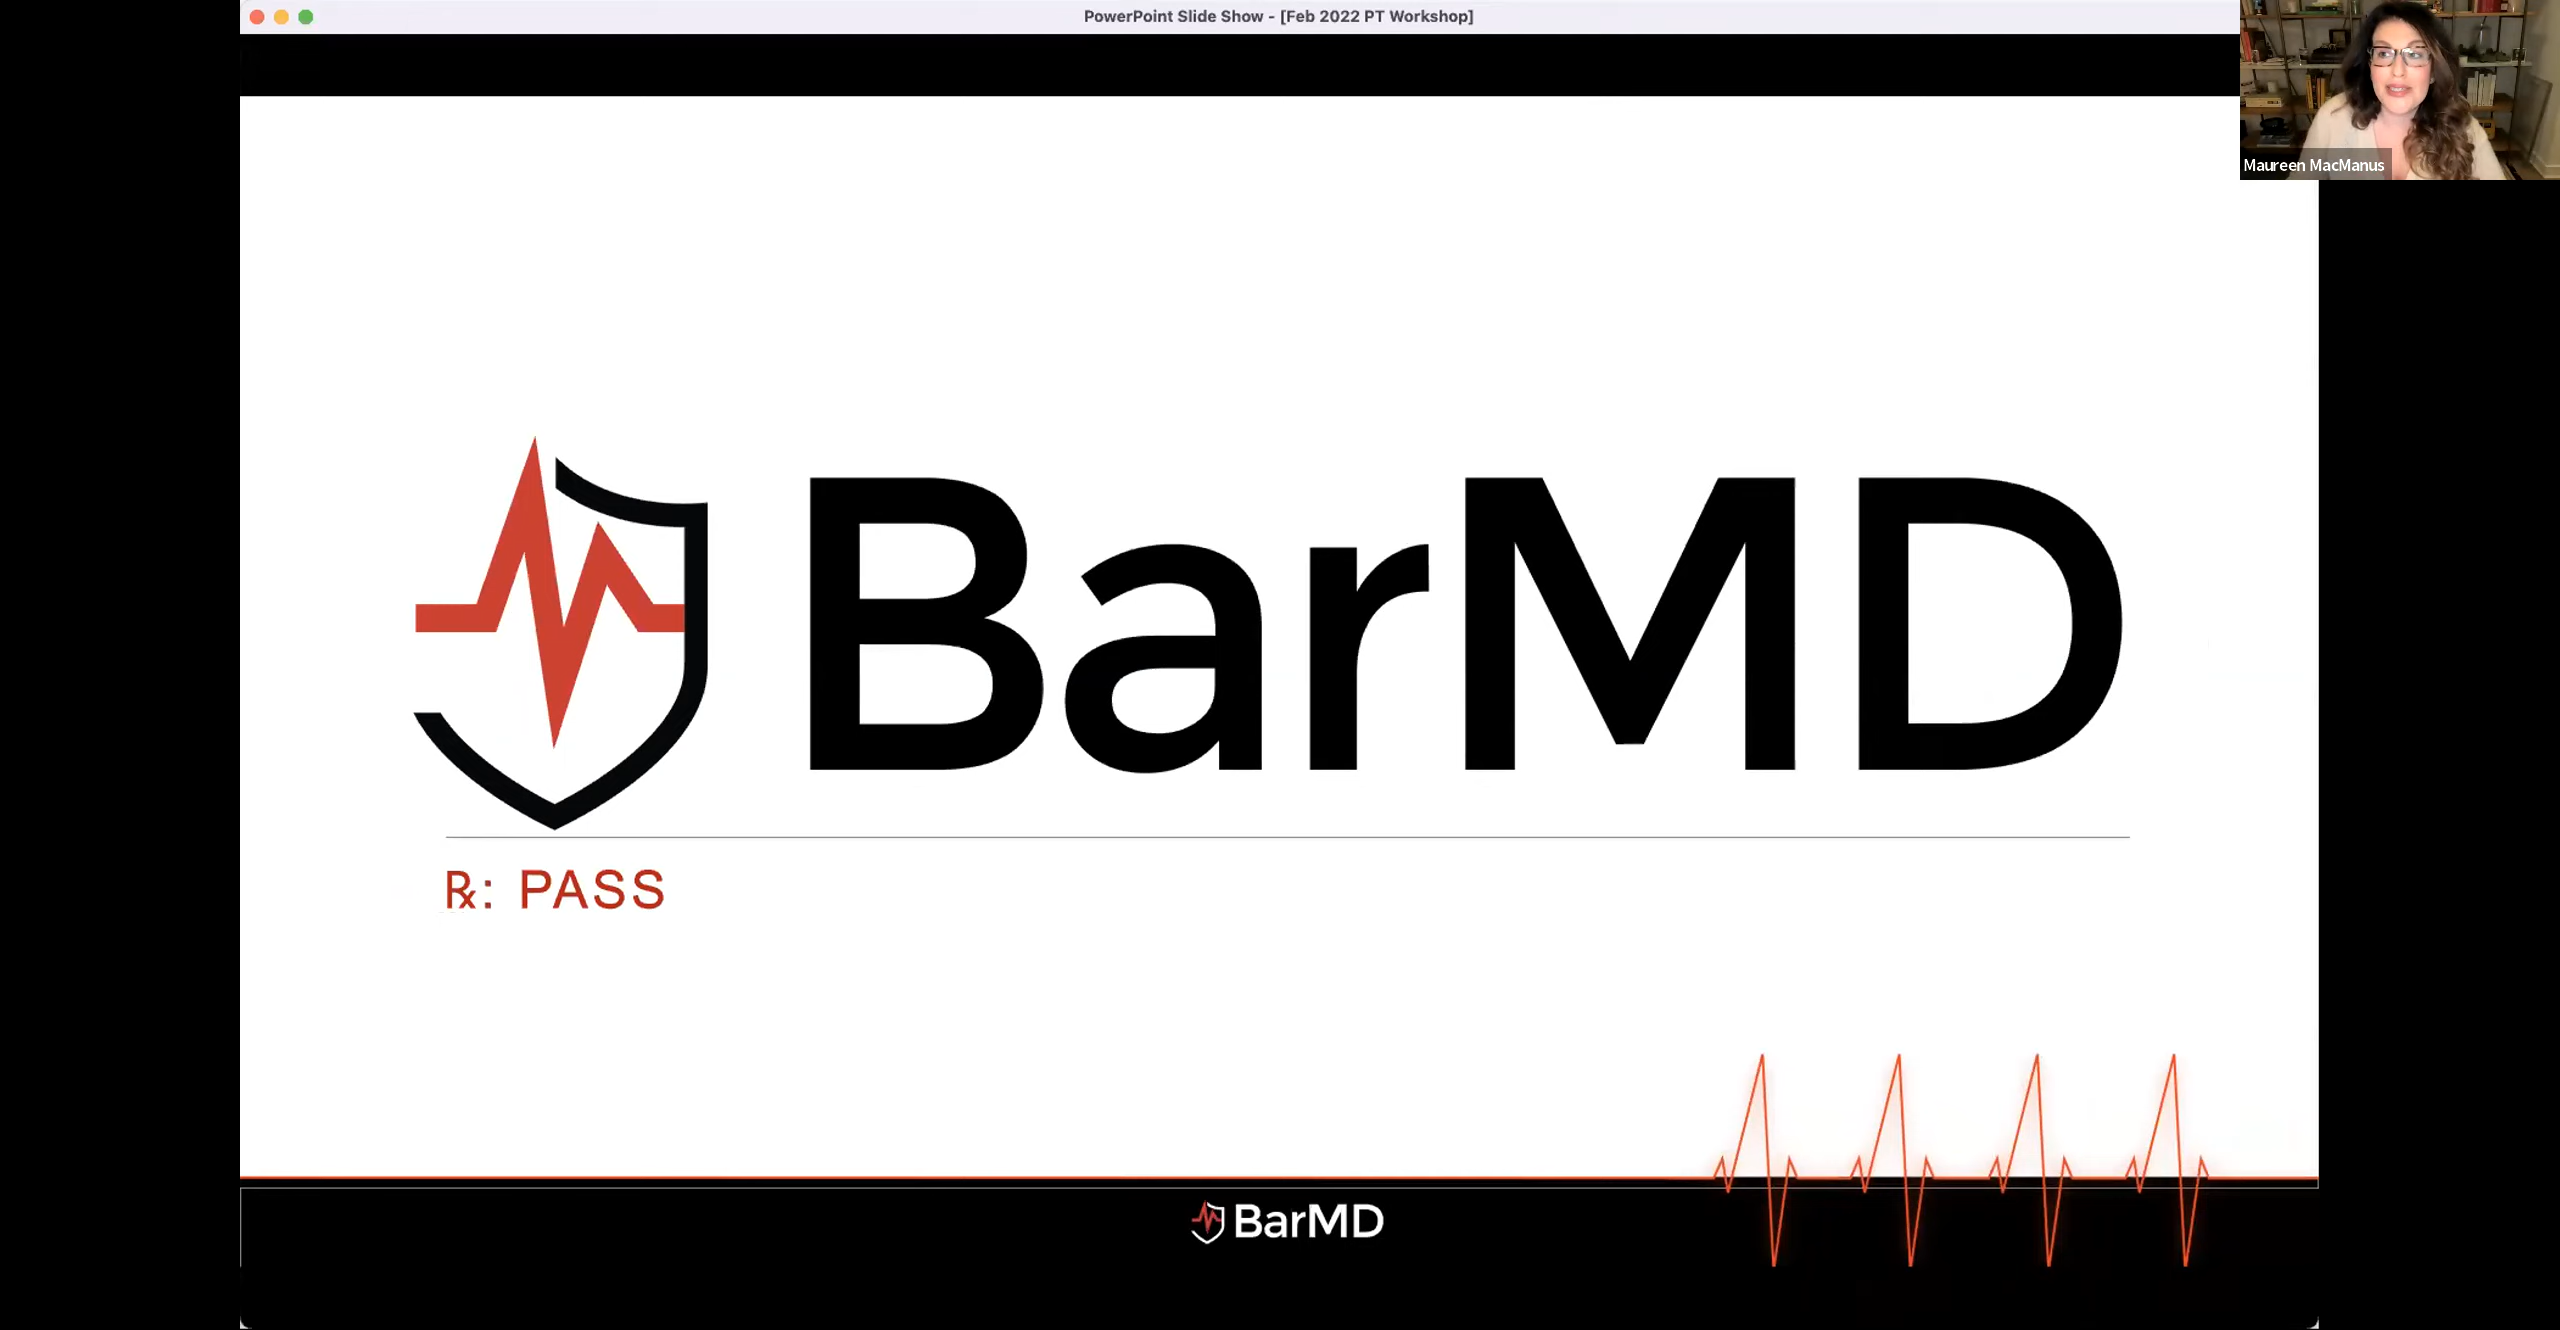 PowerPoint Slide Show - [Feb 2022 PT Workshop]
Maureen MacManus
BarMD
℞: PASS
BarMD